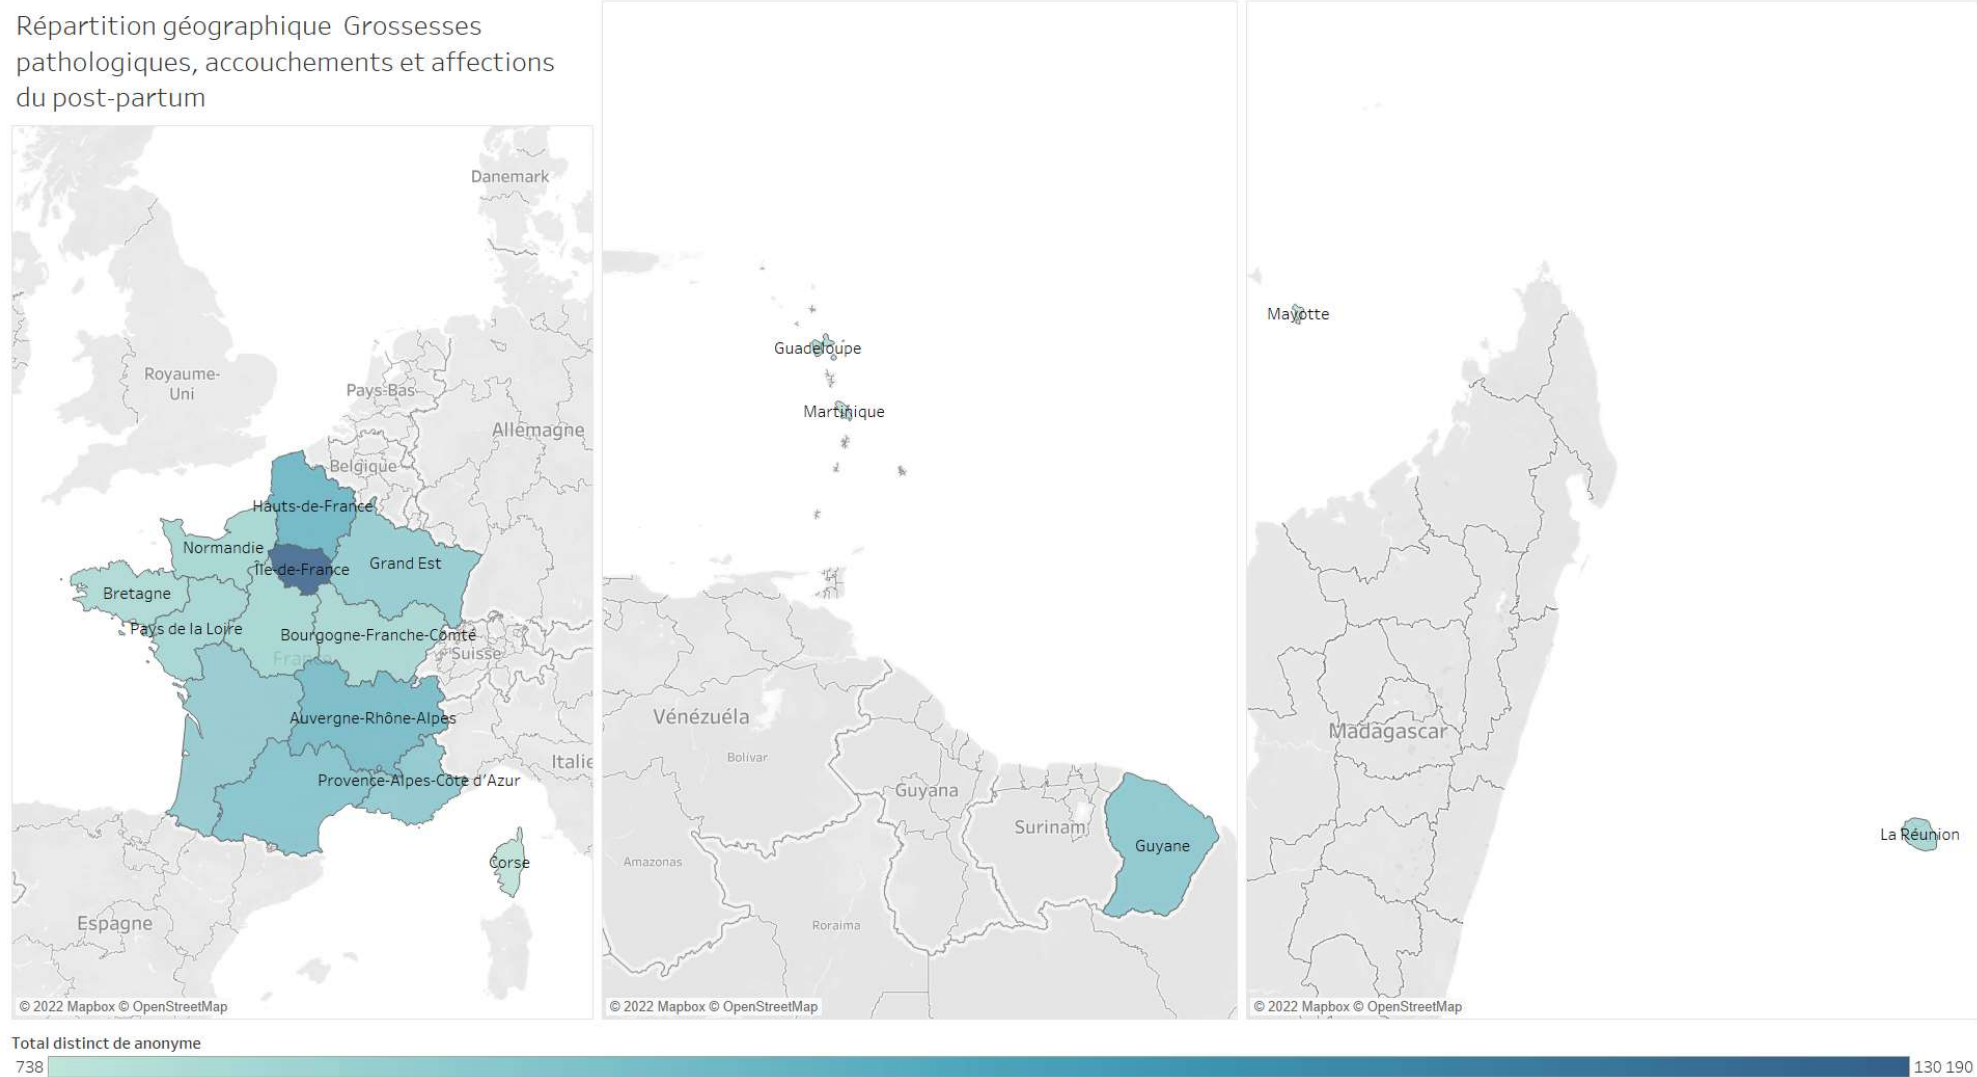 Répartition géographique  Grossesses
pathologiques, accouchements et affections
du post-partum
Danemark
Royaume-
Uni
Pays-Bas
Allemagne
Belgique
Hauts-de-France
Normandie
Île-de-France
Grand Est
Bretagne
Pays de la Loire
Bourgogne-Franche-Comté
France
Suisse
Auvergne-Rhône-Alpes
Italie
Provence-Alpes-Côte d'Azur
Corse
Espagne
© 2022 Mapbox © OpenStreetMap
Guadeloupe
Martinique
Vénézuéla
Bolívar
Guyana
Surinam
Guyane
Amazonas
Roraima
© 2022 Mapbox © OpenStreetMap
Mayotte
Madagascar
La Réunion
© 2022 Mapbox © OpenStreetMap
Total distinct de anonyme
738
130 190